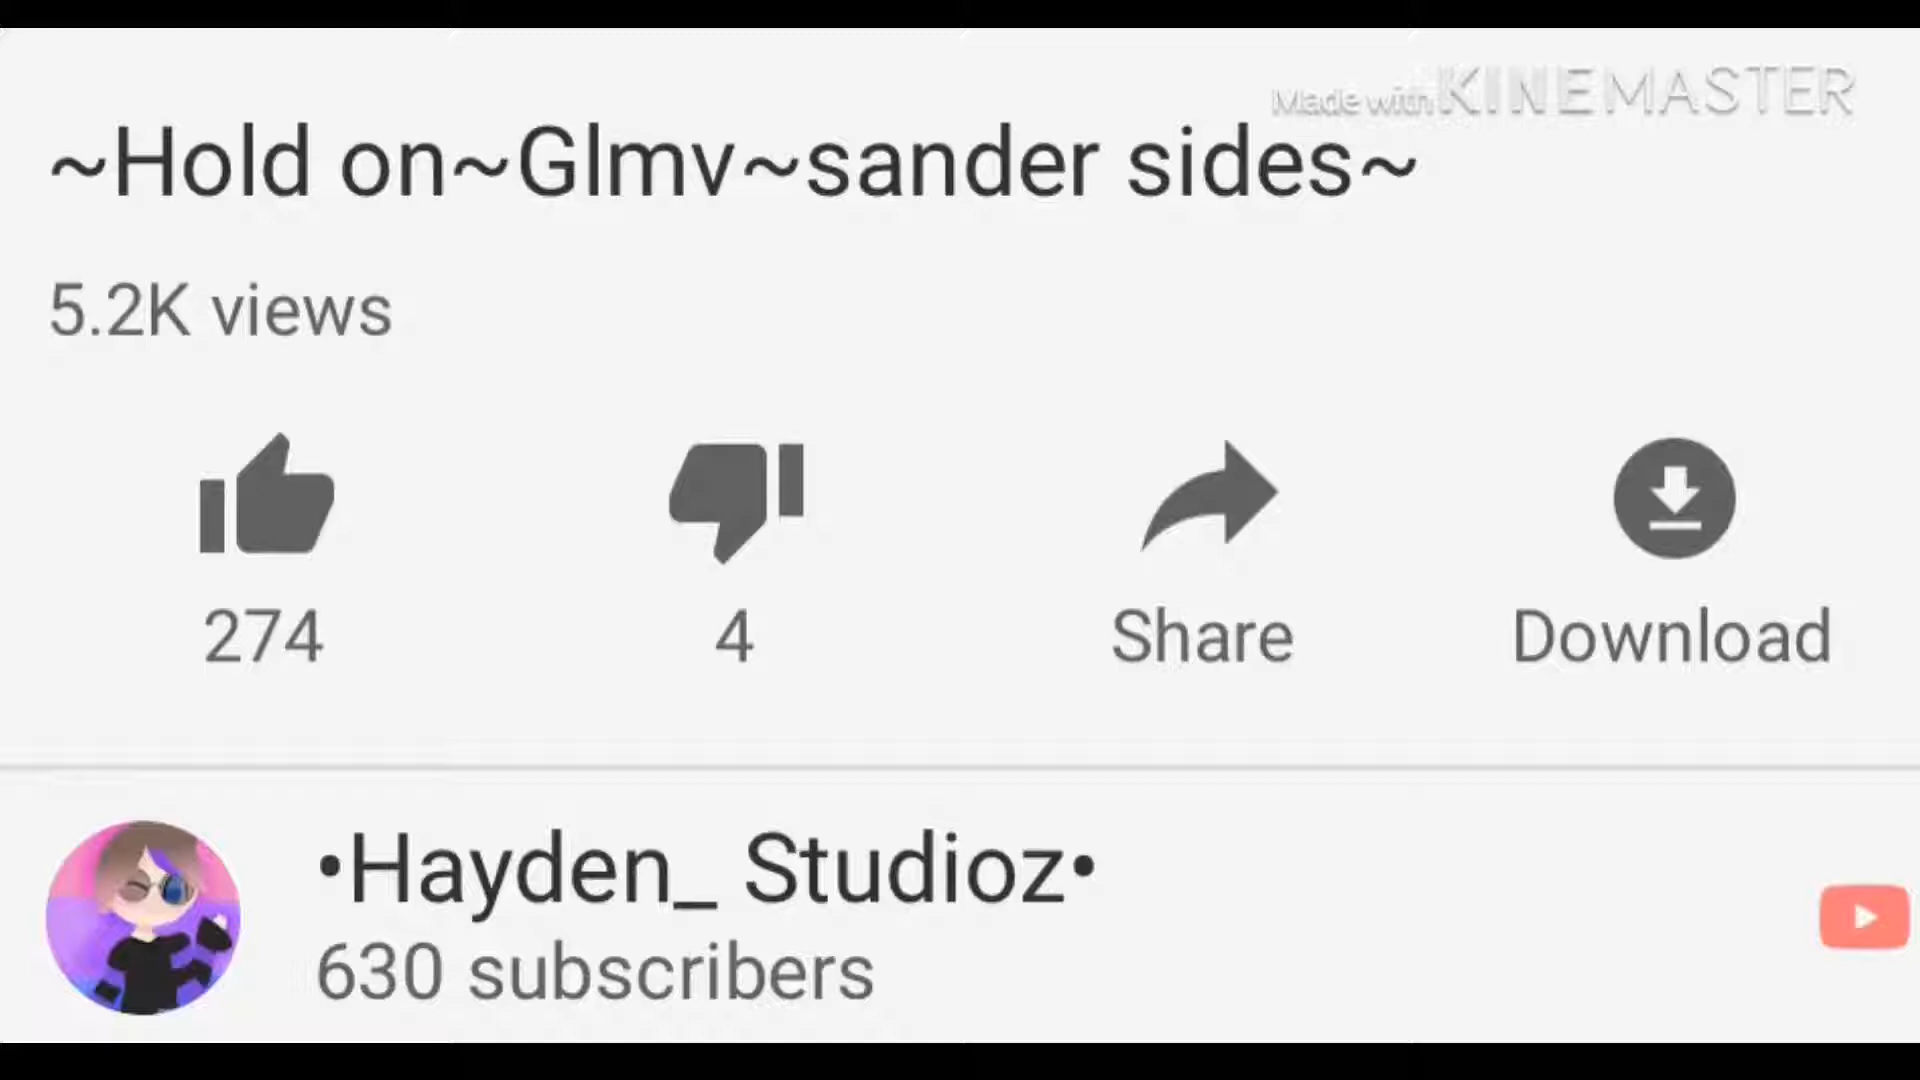 Made with KINEMASTER
~Hold on~Glmv~sander sides~
5.2K views
274
4
Share
Download
•Hayden_ Studioz•
630 subscribers